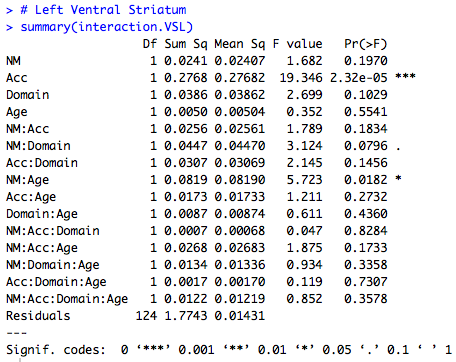 > # Left Ventral Striatum
> summary(interaction.VSL)
Df Sum Sq Mean Sq F value Pr(>F)
NM 1 0.0241 0.02407 1.682 0.1970
Acc 1 0.2768 0.27682 19.346 2.32e-05 ***
Domain 1 0.0386 0.03862 2.699 0.1029
Age 1 0.0050 0.00504 0.352 0.5541
NM:Acc 1 0.0256 0.02561 1.789 0.1834
NM:Domain 1 0.0447 0.04470 3.124 0.0796 .
Acc:Domain 1 0.0307 0.03069 2.145 0.1456
NM:Age 1 0.0819 0.08190 5.723 0.0182 *
Acc:Age 1 0.0173 0.01733 1.211 0.2732
Domain:Age 1 0.0087 0.00874 0.611 0.4360
NM:Acc:Domain 1 0.0007 0.00068 0.047 0.8284
NM:Acc:Age 1 0.0268 0.02683 1.875 0.1733
NM:Domain:Age 1 0.0134 0.01336 0.934 0.3358
Acc:Domain:Age 1 0.0017 0.00170 0.119 0.7307
NM:Acc:Domain:Age 1 0.0122 0.01219 0.852 0.3578
Residuals 124 1.7743 0.01431
---
Signif. codes: 0 ‘***’ 0.001 ‘**’ 0.01 ‘*’ 0.05 ‘.’ 0.1 ‘ ’ 1